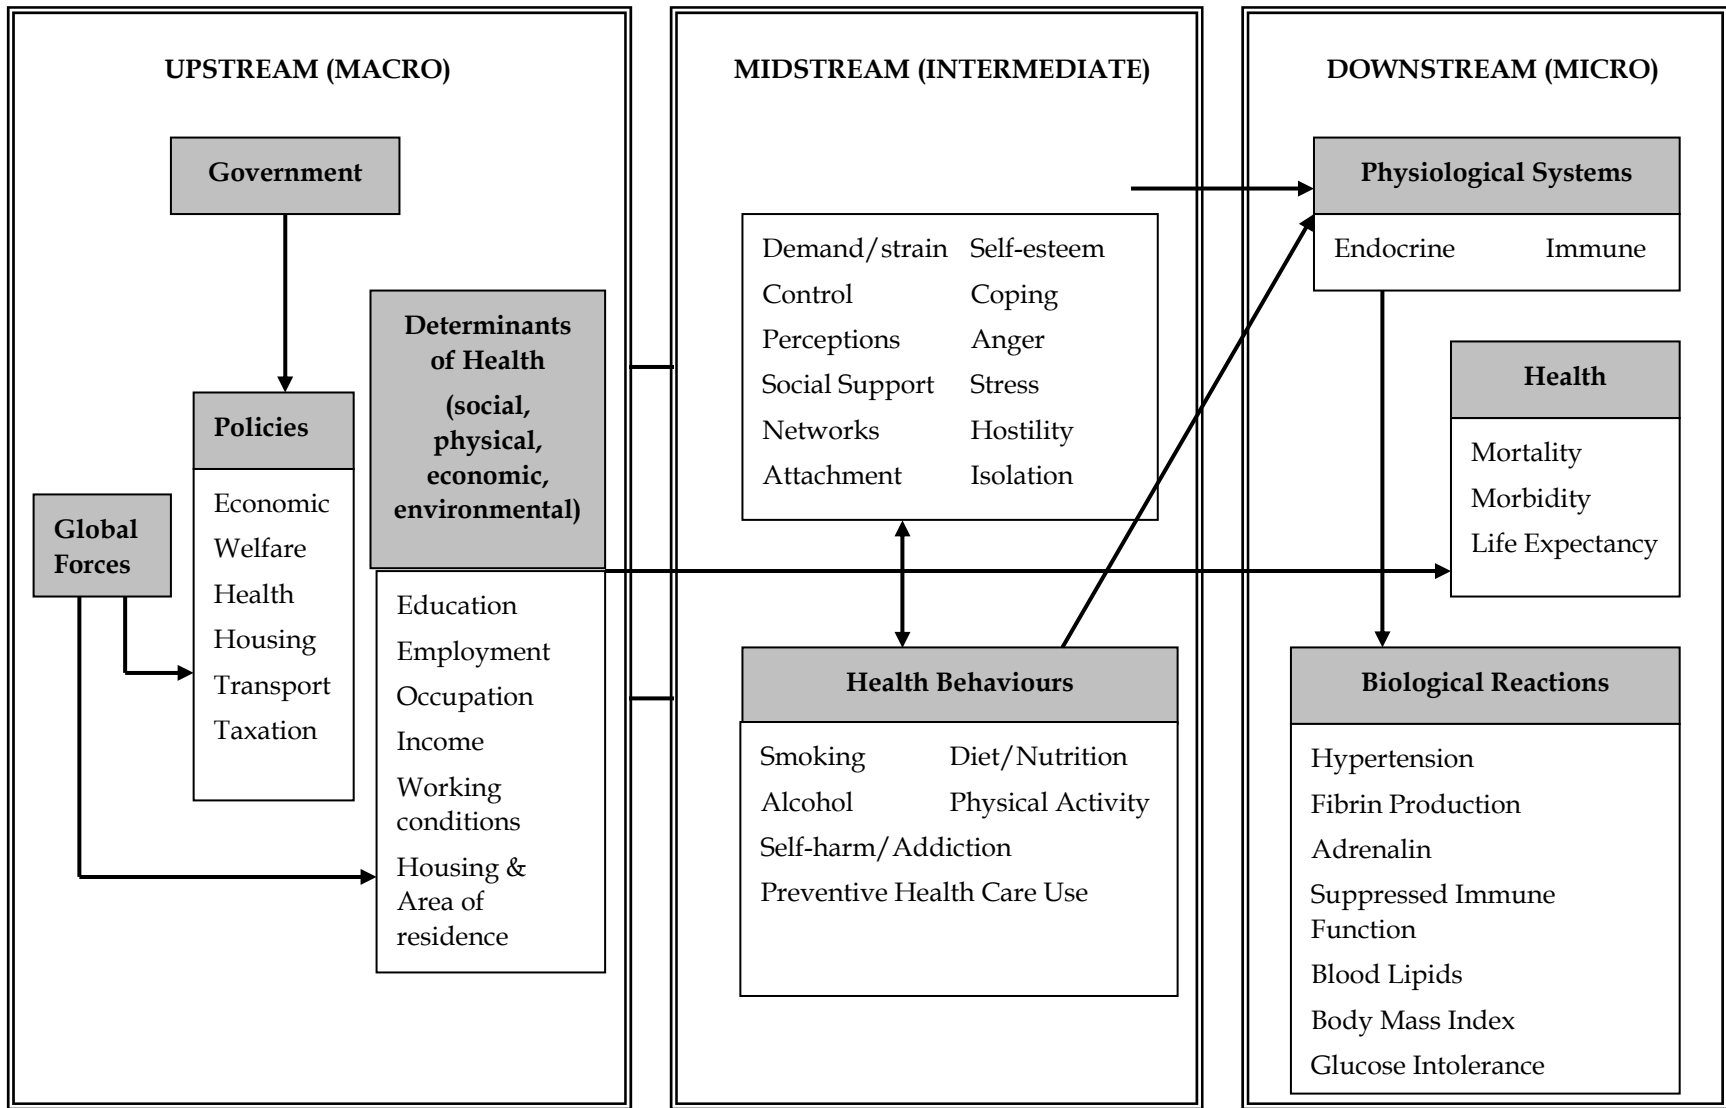 UPSTREAM (MACRO)
Government
Policies
Economic
Welfare
Health
Housing
Transport
Taxation
Global
Forces
Determinants
of Health
(social,
physical,
economic,
environmental)
Education
Employment
Occupation
Income
Working
conditions
Housing &
Area of
residence
MIDSTREAM (INTERMEDIATE)
Demand/strain Self-esteem
Control Coping
Perceptions Anger
Social Support Stress
Networks Hostility
Attachment Isolation
Health Behaviours
Smoking Diet/Nutrition
Alcohol Physical Activity
Self-harm/Addiction
Preventive Health Care Use
DOWNSTREAM (MICRO)
Physiological Systems
Endocrine Immune
Health
Mortality
Morbidity
Life Expectancy
Biological Reactions
Hypertension
Fibrin Production
Adrenalin
Suppressed Immune
Function
Blood Lipids
Body Mass Index
Glucose Intolerance